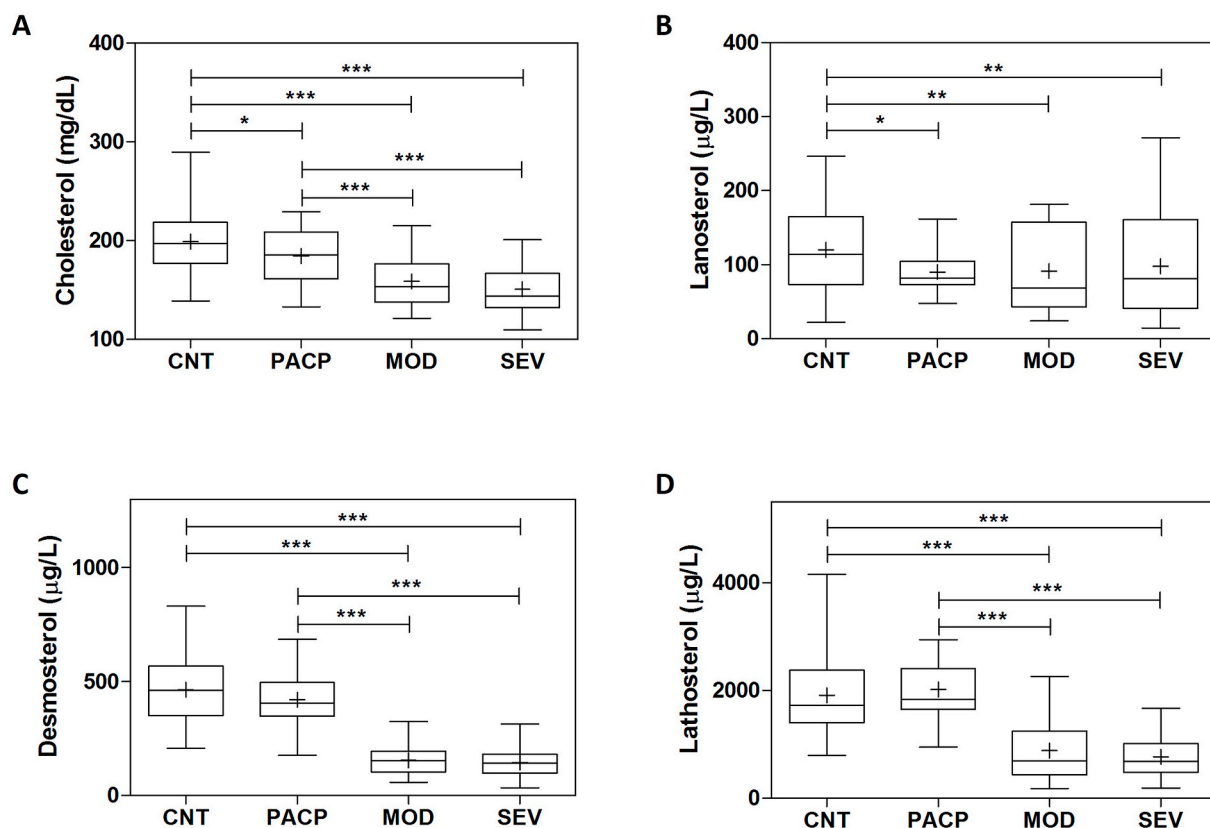 A
Cholesterol (mg/dL)
400
300
200
100
***
***
*
***
***
CNT PACP MOD SEV
B
Lanosterol (μg/L)
400
300
200
100
0
**
**
*
CNT PACP MOD SEV
C
Desmosterol (μg/L)
1000
500
0
***
***
***
***
CNT PACP MOD SEV
D
Lathosterol (μg/L)
4000
2000
0
***
***
***
***
CNT PACP MOD SEV